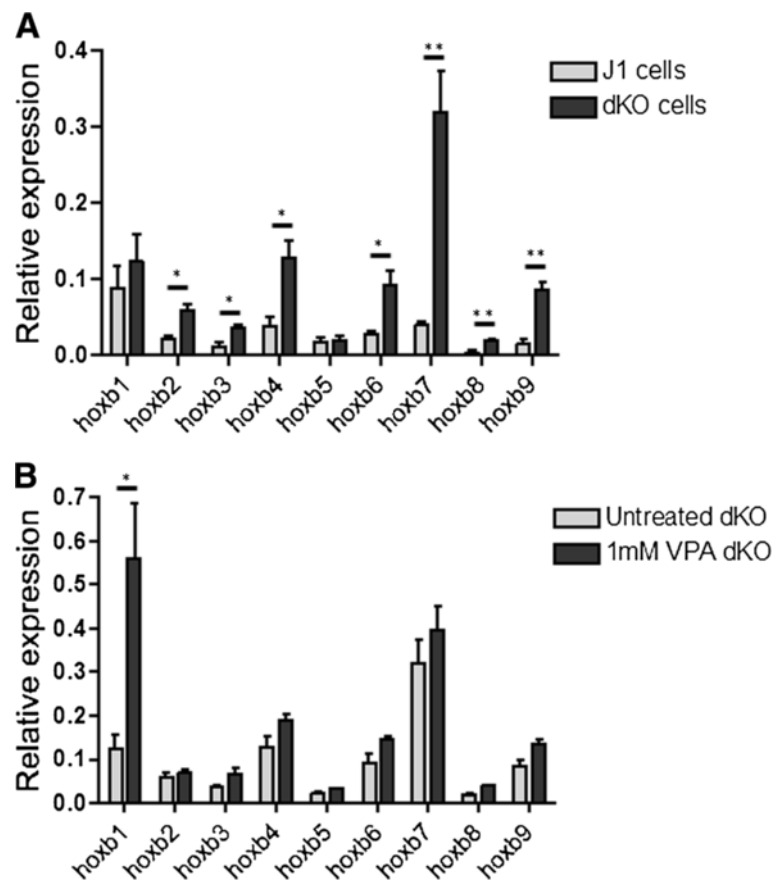 A
Relative expression
0.4
0.3
0.2
0.1
0.0
*
*
*
*
**
**
**
J1 cells
dKO cells
hoxb1
hoxb2
hoxb3
hoxb4
hoxb5
hoxb6
hoxb7
hoxb8
hoxb9
B
Relative expression
0.7
0.6
0.5
0.4
0.3
0.2
0.1
0.0
*
Untreated dKO
1mM VPA dKO
hoxb1
hoxb2
hoxb3
hoxb4
hoxb5
hoxb6
hoxb7
hoxb8
hoxb9